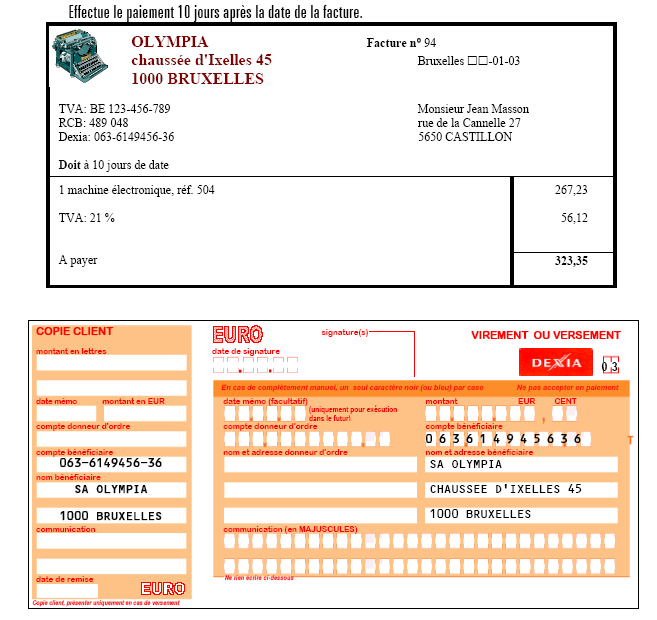 Effectue le paiement 10 jours après la date de la facture.
OLYMPIA
chaussée d'Ixelles 45
1000 BRUXELLES
Facture n° 94
Bruxelles □□-01-03
TVA: BE 123-456-789
RCB: 489 048
Dexia: 063-6149456-36
Monsieur Jean Masson
rue de la Cannelle 27
5650 CASTILLON
Doit à 10 jours de date
1 machine électronique, réf. 504 267,23
TVA: 21 % 56,12
A payer 323,35
COPIE CLIENT
montant en lettres
date mémo montant en EUR
compte donneur d'ordre
compte bénéficiaire
063-6149456-36
nom bénéficiaire
SA OLYMPIA
1000 BRUXELLES
communication
date de remise
EURO
Copie client, présenter uniquement en cas de versement
EURO
signature(s)
date de signature
VIREMENT OU VERSEMENT
DEXIA
03
En cas de complètement manuel, un seul caractère noir (ou bleu) par case Ne pas accepter en paiement
date mémo (facultatif)
(uniquement pour exécution
dans le futur)
montant EUR CENT
,
compte donneur d'ordre
compte bénéficiaire
063614945636
T
nom et adresse donneur d'ordre
nom et adresse bénéficiaire
SA OLYMPIA
CHAUSSEE D'IXELLES 45
1000 BRUXELLES
communication (en MAJUSCULES)
Ne rien écrire ci-dessous